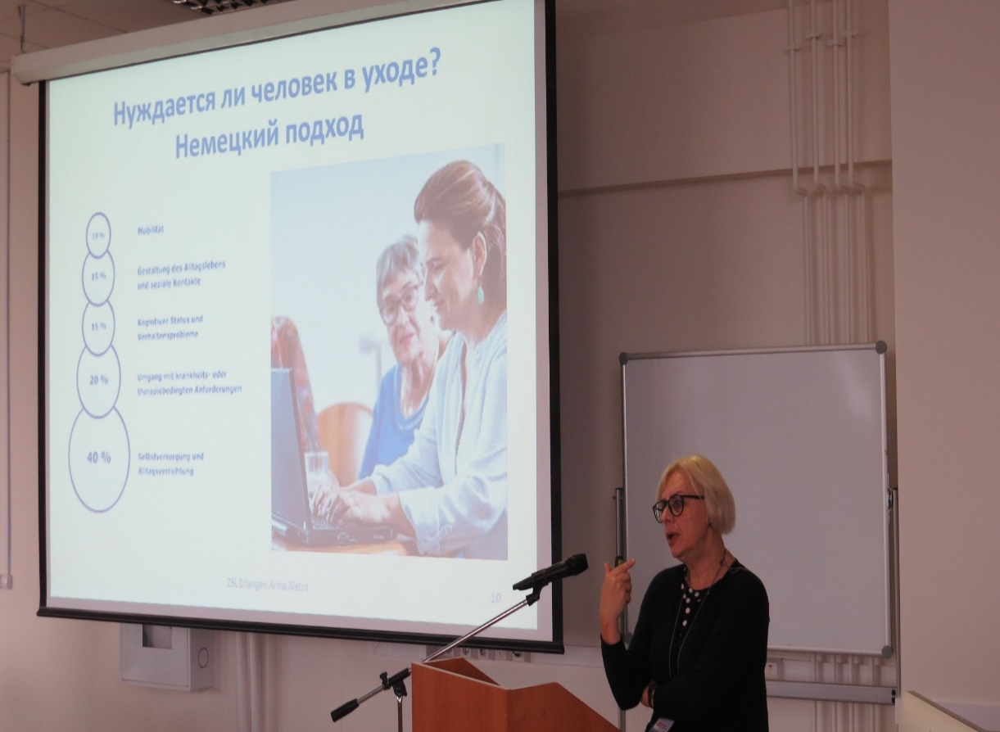 Нуждается ли человек в уходе?
Немецкий подход
10 %
Mobilität
15 %
Gestaltung des Alltagslebens
und soziale Kontakte
15 %
Kognitiver Status und
Verhaltensprobleme
20 %
Umgang mit krankheits- oder
therapiebedingten Anforderungen
40 %
Selbstversorgung und
Alltagsverrichtung
ZSL Erlangen Arina
10